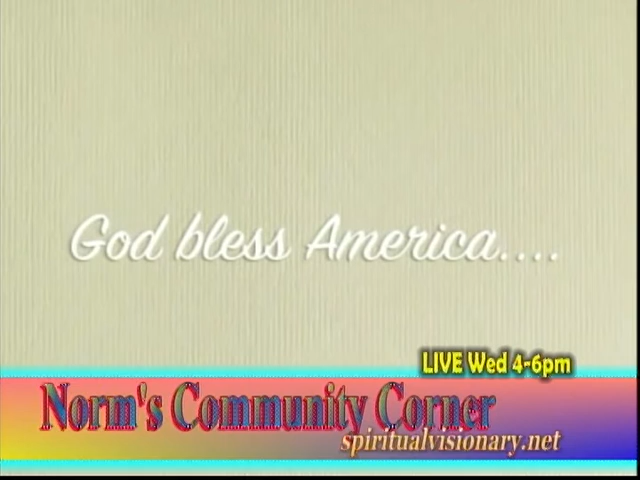 God bless America....
LIVE Wed 4-6pm
Norm's Community Corner
spiritualvisionary.net